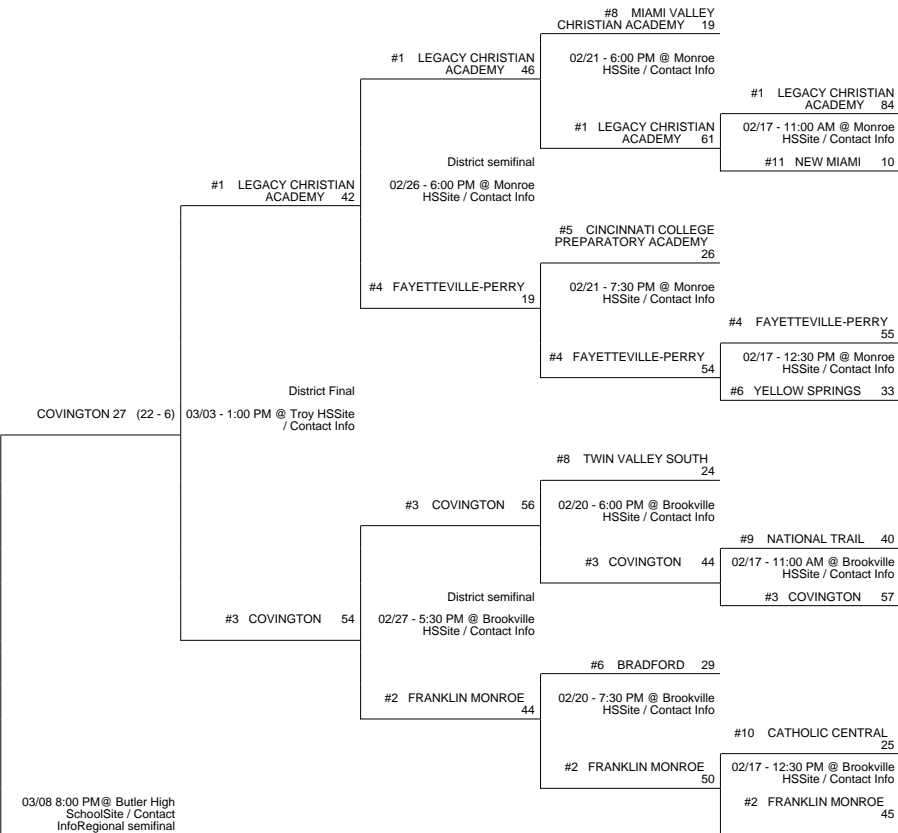 #8 MIAMI VALLEY
CHRISTIAN ACADEMY 19
#1 LEGACY CHRISTIAN
ACADEMY 46
02/21 - 6:00 PM @ Monroe
HSSite / Contact Info
#1 LEGACY CHRISTIAN
ACADEMY 84
#1 LEGACY CHRISTIAN
ACADEMY 61
02/17 - 11:00 AM @ Monroe
HSSite / Contact Info
District semifinal
#11 NEW MIAMI 10
#1 LEGACY CHRISTIAN
ACADEMY 42
02/26 - 6:00 PM @ Monroe
HSSite / Contact Info
#5 CINCINNATI COLLEGE
PREPARATORY ACADEMY
26
#4 FAYETTEVILLE-PERRY
19
02/21 - 7:30 PM @ Monroe
HSSite / Contact Info
#4 FAYETTEVILLE-PERRY
55
#4 FAYETTEVILLE-PERRY
54
02/17 - 12:30 PM @ Monroe
HSSite / Contact Info
District Final
#6 YELLOW SPRINGS 33
COVINGTON 27 (22 - 6)
03/03 - 1:00 PM @ Troy HSSite
/ Contact Info
#8 TWIN VALLEY SOUTH
24
#3 COVINGTON 56
02/20 - 6:00 PM @ Brookville
HSSite / Contact Info
#9 NATIONAL TRAIL 40
#3 COVINGTON 44
02/17 - 11:00 AM @ Brookville
HSSite / Contact Info
District semifinal
#3 COVINGTON 57
#3 COVINGTON 54
02/27 - 5:30 PM @ Brookville
HSSite / Contact Info
#6 BRADFORD 29
#2 FRANKLIN MONROE
44
02/20 - 7:30 PM @ Brookville
HSSite / Contact Info
#10 CATHOLIC CENTRAL
25
#2 FRANKLIN MONROE
50
02/17 - 12:30 PM @ Brookville
HSSite / Contact Info
03/08 8:00 PM@ Butler High
SchoolSite / Contact
InfoRegional semifinal
#2 FRANKLIN MONROE
45